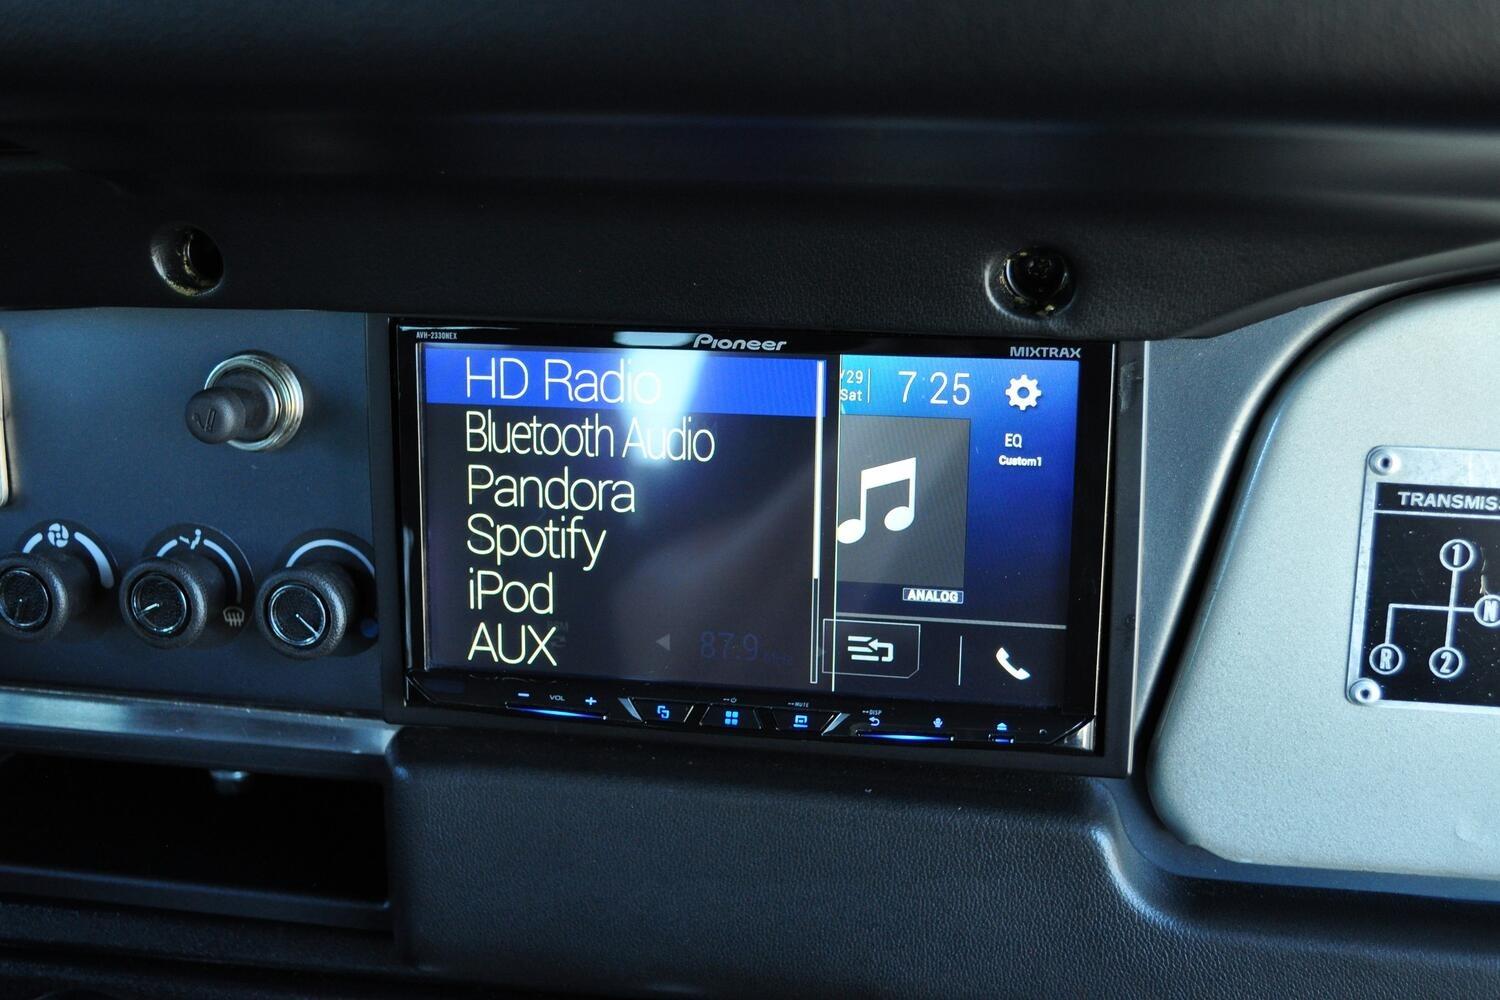 AVH-2330NEX
Pioneer
MIXTRAX
HD Radio
Bluetooth Audio
Pandora
Spotify
iPod
AUX
/29
Sat
7:25
EQ
Custom1
ANALOG
87.9
VOL
MUTE
DISP
TRANSMIS
1
N
R
2